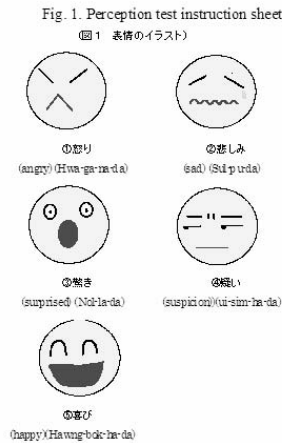 Fig. 1. Perception test instruction sheet
(図1 表情のイラスト)
①怒り
②悲しみ
(angry) (Hwa-ga-na-da)
(sad) (Sul-pu-da)
③驚き
④疑い
(surprised) (Nol-la-da)
(suspicion)(ui-sim-ha-da)
⑤喜び
(happy)(Hawng-bok-ha-da)